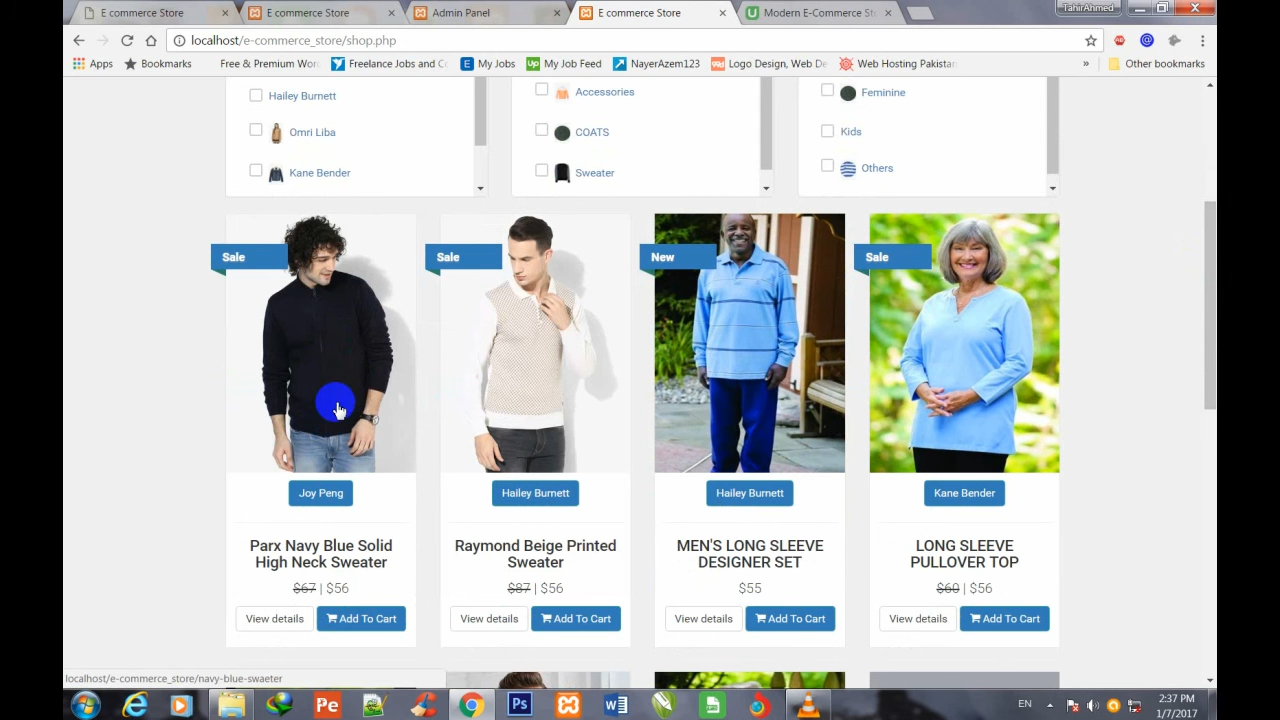 E commerce Store
E commerce Store
Admin Panel
E commerce Store
Modern E-Commerce Sto
TahirAhmed
localhost/e-commerce_store/shop.php
Apps
Bookmarks
Free & Premium Wor
Freelance Jobs and Co
My Jobs
My Job Feed
NayerAzem123
Logo Design, Web De
Web Hosting Pakistan
»
Other bookmarks
Hailey Burnett
Omri Liba
Kane Bender
Accessories
COATS
Sweater
Feminine
Kids
Others
Sale
Sale
New
Sale
Joy Peng
Hailey Burnett
Hailey Burnett
Kane Bender
Parx Navy Blue Solid
High Neck Sweater
Raymond Beige Printed
Sweater
MEN'S LONG SLEEVE
DESIGNER SET
LONG SLEEVE
PULLOVER TOP
$67 | $56
$87 | $56
$55
$60 | $56
View details
Add To Cart
View details
Add To Cart
View details
Add To Cart
View details
Add To Cart
localhost/e-commerce_store/navy-blue-swaeter
Pe
Ps
EN
2:37 PM
1/7/2017